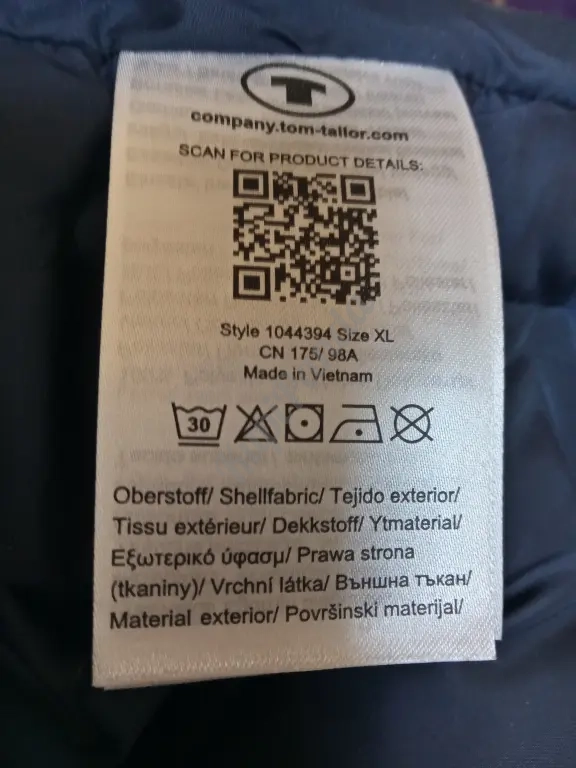 T
company.tom-tailor.com
SCAN FOR PRODUCT DETAILS:
Style 1044394 Size XL
CN 175/ 98A
Made in Vietnam
30
Oberstoff/ Shellfabric/ Tejido exterior/
Tissu extérieur/ Dekkstoff/ Ytmaterial/
Εξωτερικό ύφασμ/ Prawa strona
(tkaniny)/ Vrchní látka/ Външна тъкан/
Material exterior/ Površinski materijal/